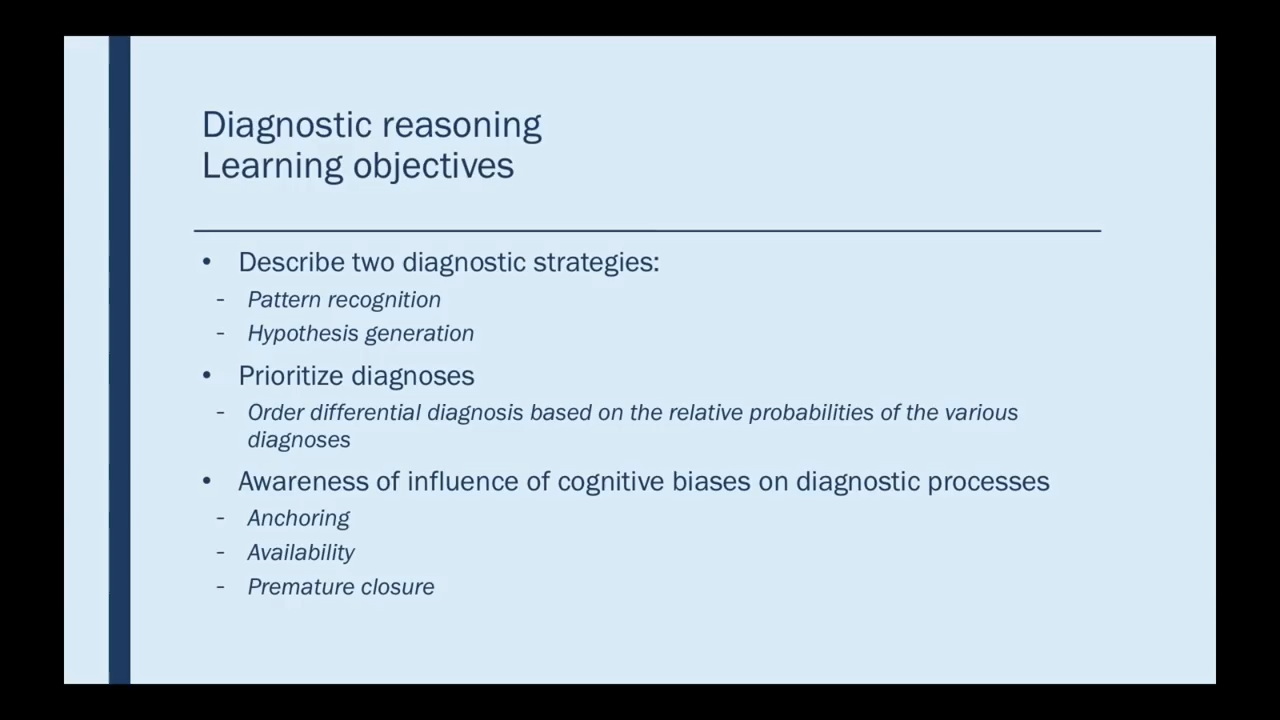 Diagnostic reasoning
Learning objectives
• Describe two diagnostic strategies:
- Pattern recognition
- Hypothesis generation
• Prioritize diagnoses
- Order differential diagnosis based on the relative probabilities of the various
diagnoses
• Awareness of influence of cognitive biases on diagnostic processes
- Anchoring
- Availability
- Premature closure